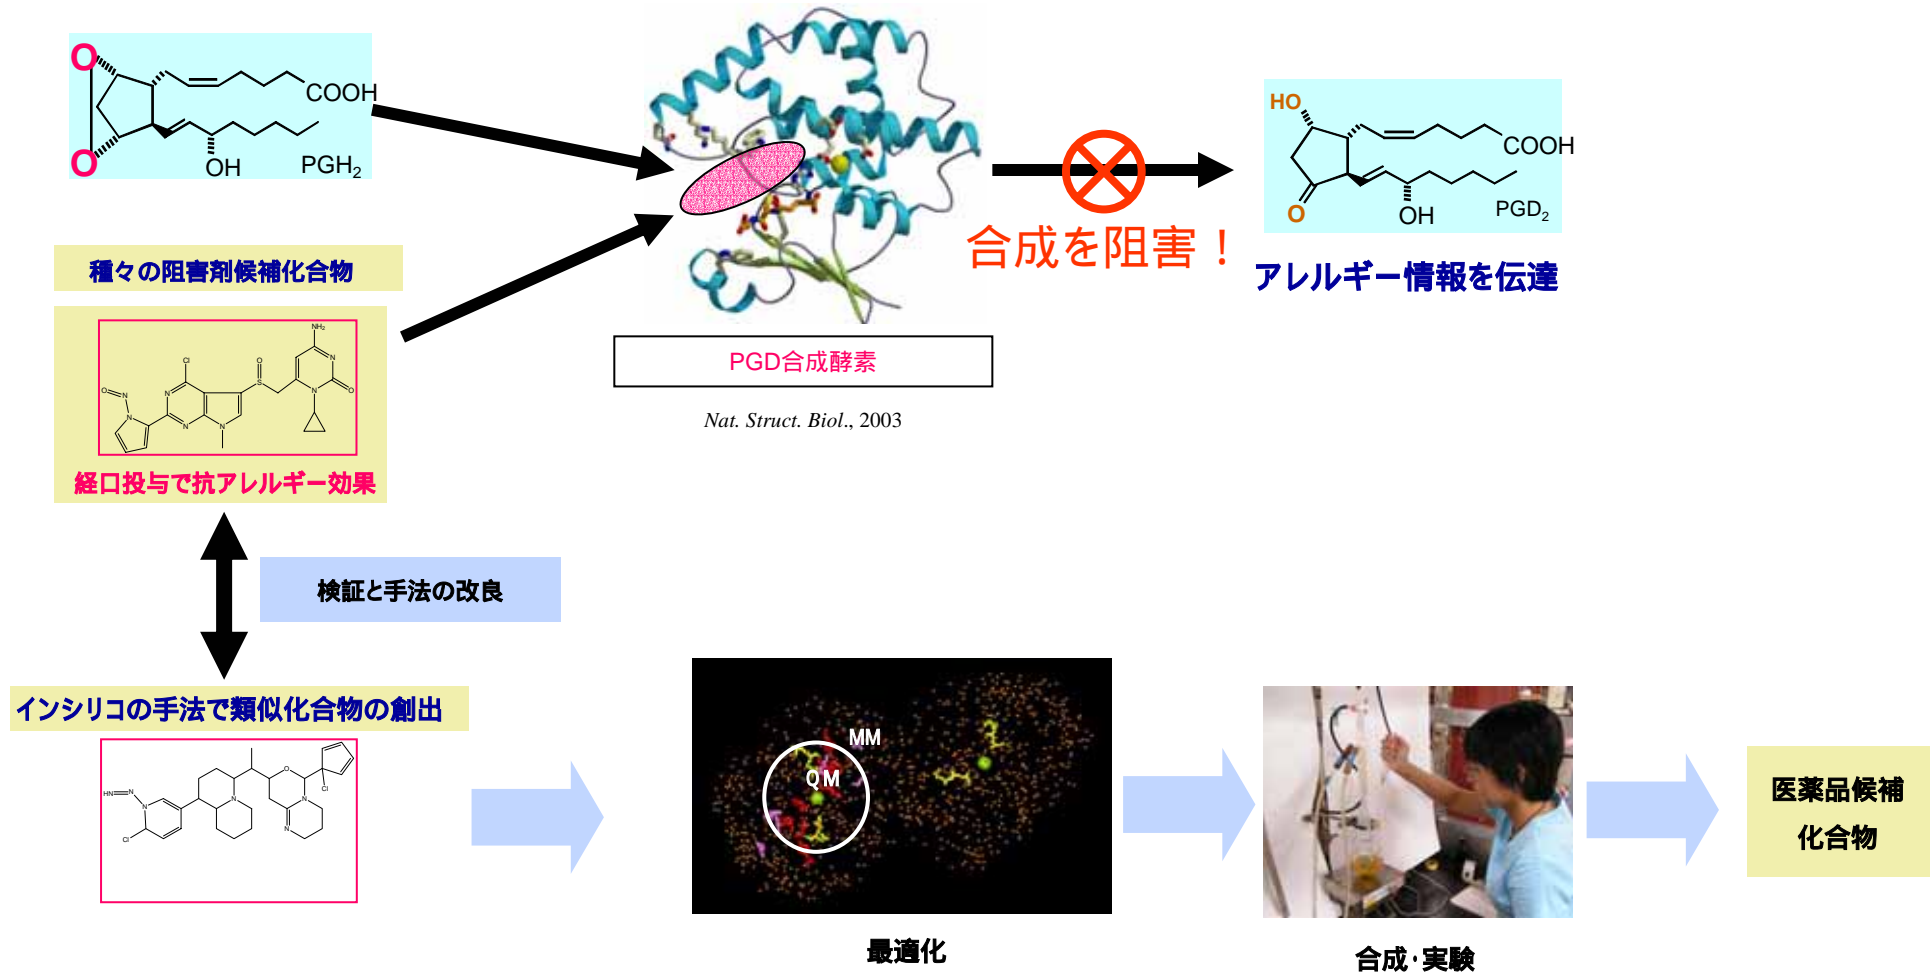 O
O
COOH
OH
PGH2
HO
O
COOH
OH
PGD2
合成を阻害！
アレルギー情報を伝達
種々の阻害剤候補化合物
NH2
Cl
O
S
N
N
O
O
N
N
N
N
N
経口投与で抗アレルギー効果
PGD合成酵素
Nat. Struct. Biol., 2003
検証と手法の改良
インシリコの手法で類似化合物の創出
HN
N
N
Cl
N
O
Cl
N
N
MM
QM
最適化
合成・実験
医薬品候補
化合物